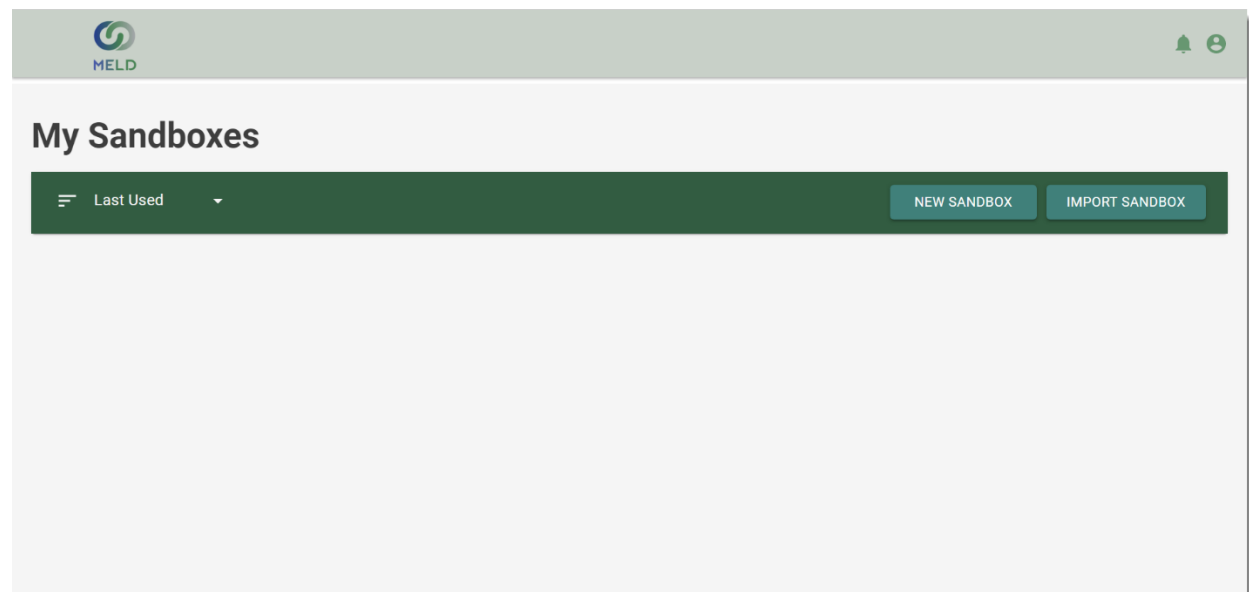 MELD
My Sandboxes
Last Used
NEW SANDBOX
IMPORT SANDBOX